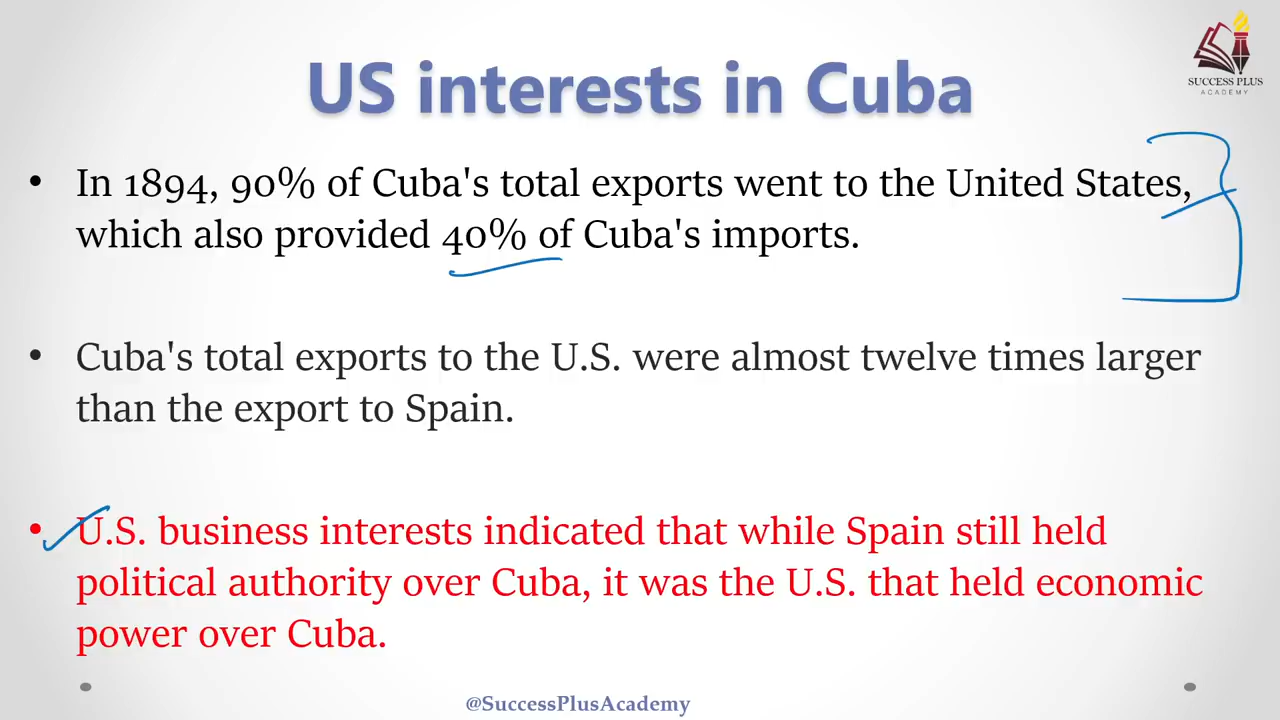 SUCCESS PLUS
ACADEMY
US interests in Cuba
• In 1894, 90% of Cuba's total exports went to the United States,
which also provided 40% of Cuba's imports.
• Cuba's total exports to the U.S. were almost twelve times larger
than the export to Spain.
• U.S. business interests indicated that while Spain still held
political authority over Cuba, it was the U.S. that held economic
power over Cuba.
@SuccessPlusAcademy